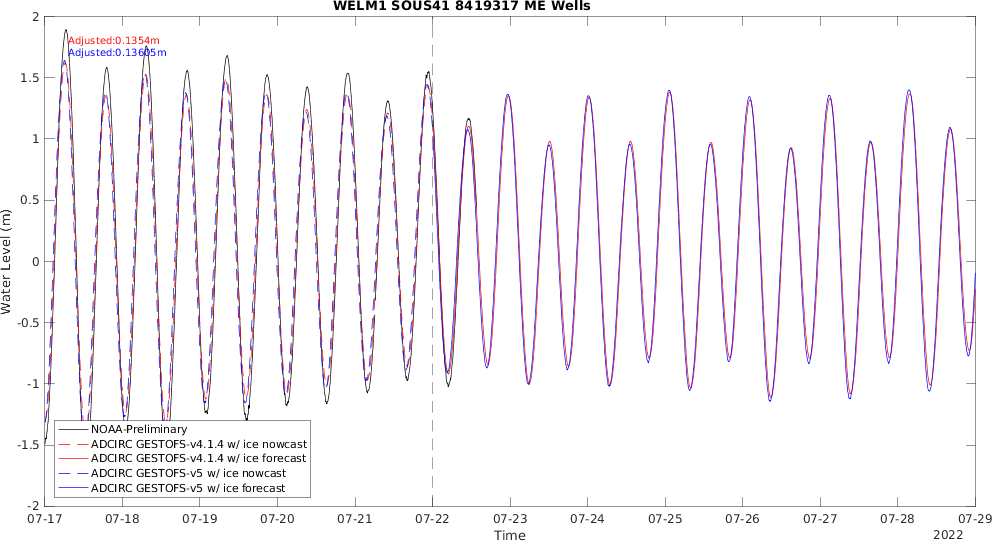 WELM1 SOUS41 8419317 ME Wells
Adjusted:0.1354m
Adjusted:0.13605m
Water Level (m)
2
1.5
1
0.5
0
-0.5
-1
-1.5
-2
NOAA-Preliminary
ADCIRC GESTOFS-v4.1.4 w/ ice nowcast
ADCIRC GESTOFS-v4.1.4 w/ ice forecast
ADCIRC GESTOFS-v5 w/ ice nowcast
ADCIRC GESTOFS-v5 w/ ice forecast
07-17 07-18 07-19 07-20 07-21 07-22 07-23 07-24 07-25 07-26 07-27 07-28 07-29
Time
2022